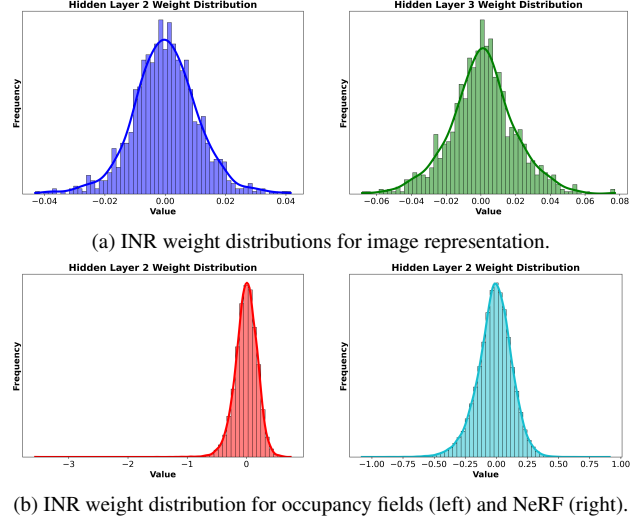 Hidden Layer 2 Weight Distribution
Frequency
−0.04 −0.02 0.00 0.02 0.04
Value
Hidden Layer 3 Weight Distribution
Frequency
−0.06 −0.04 −0.02 0.00 0.02 0.04 0.06 0.08
Value
(a) INR weight distributions for image representation.
Hidden Layer 2 Weight Distribution
Frequency
−3 −2 −1 0
Value
Hidden Layer 2 Weight Distribution
Frequency
−1.00 −0.75 −0.50 −0.25 0.00 0.25 0.50 0.75 1.00
Value
(b) INR weight distribution for occupancy fields (left) and NeRF (right).